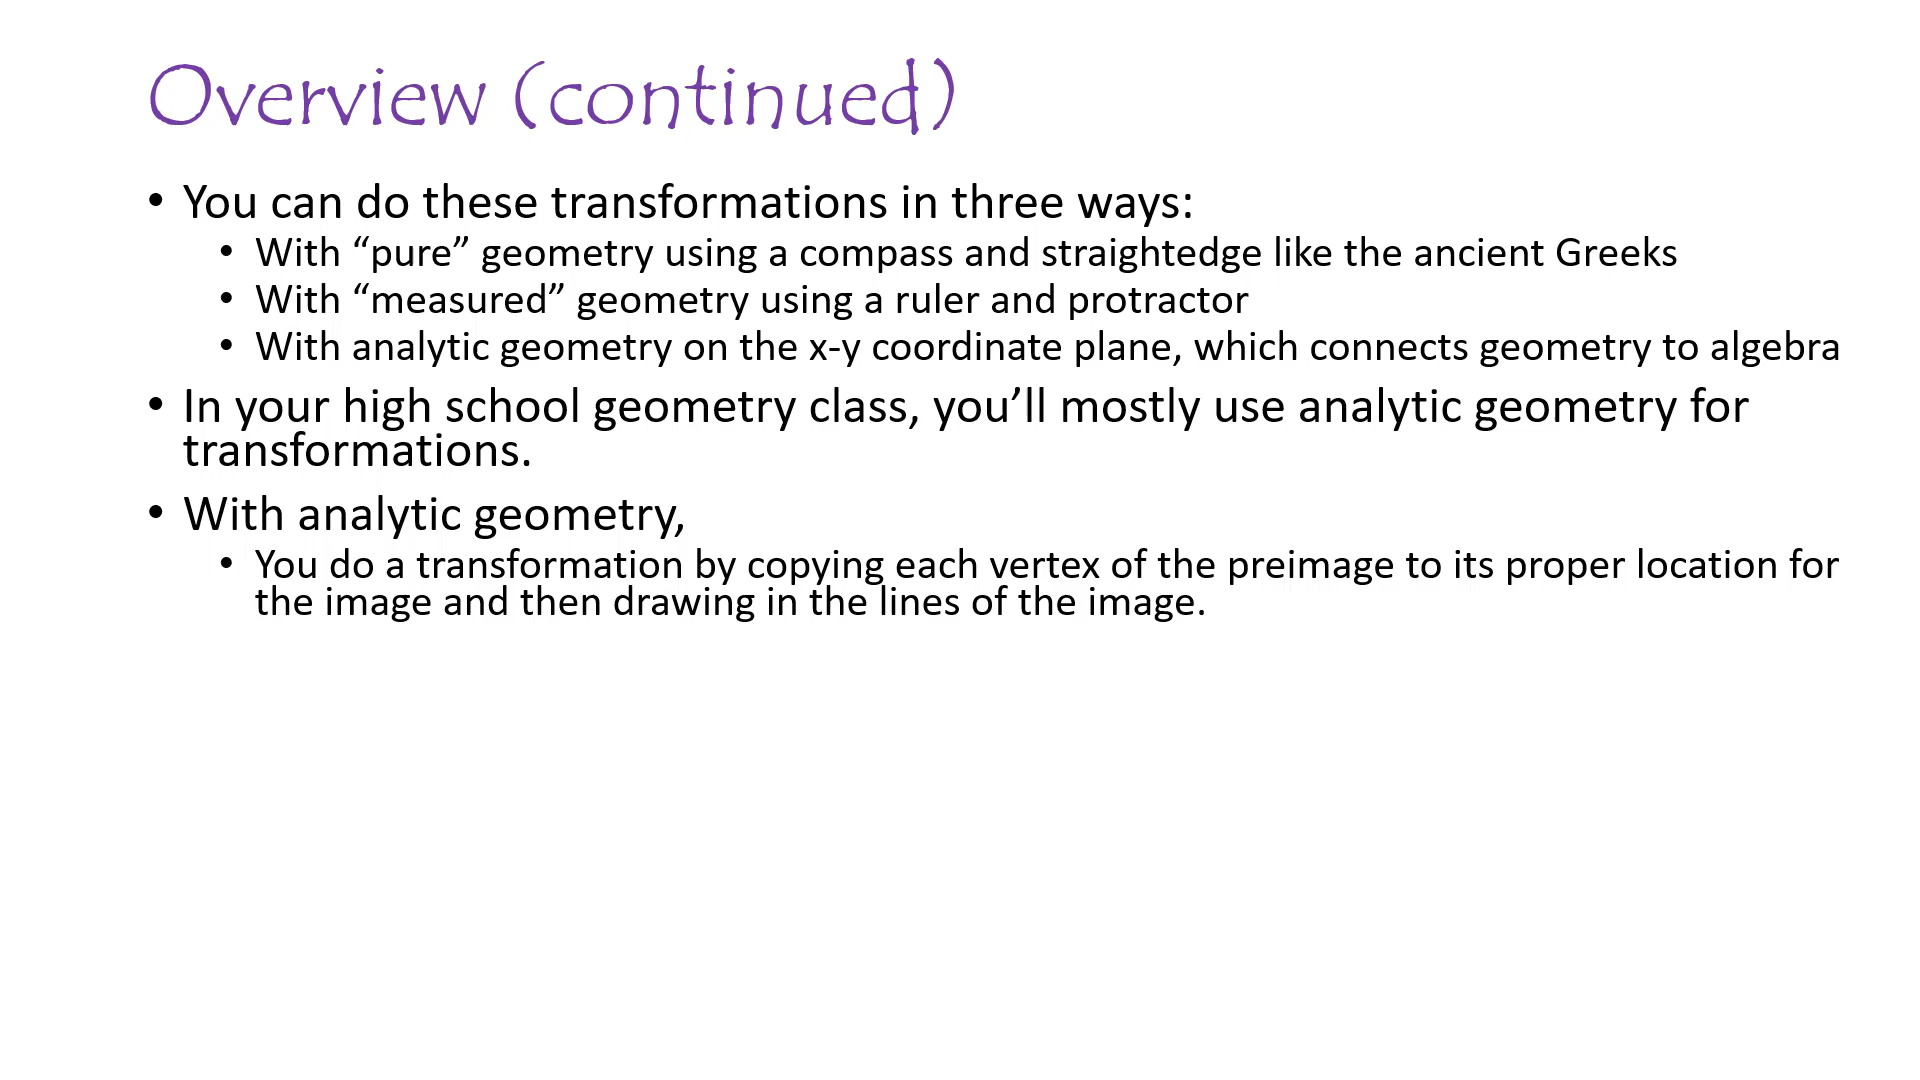 Overview (continued)
• You can do these transformations in three ways:
• With “pure” geometry using a compass and straightedge like the ancient Greeks
• With “measured” geometry using a ruler and protractor
• With analytic geometry on the x-y coordinate plane, which connects geometry to algebra
• In your high school geometry class, you’ll mostly use analytic geometry for
transformations.
• With analytic geometry,
• You do a transformation by copying each vertex of the preimage to its proper location for
the image and then drawing in the lines of the image.